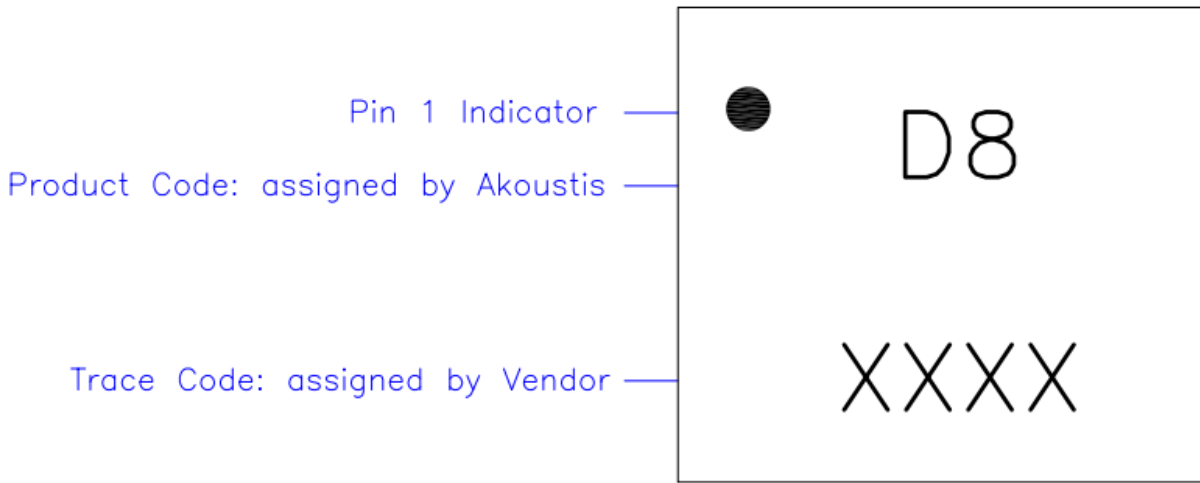 Pin 1 Indicator
D8
Product Code: assigned by Akoustis
Trace Code: assigned by Vendor
XXXX